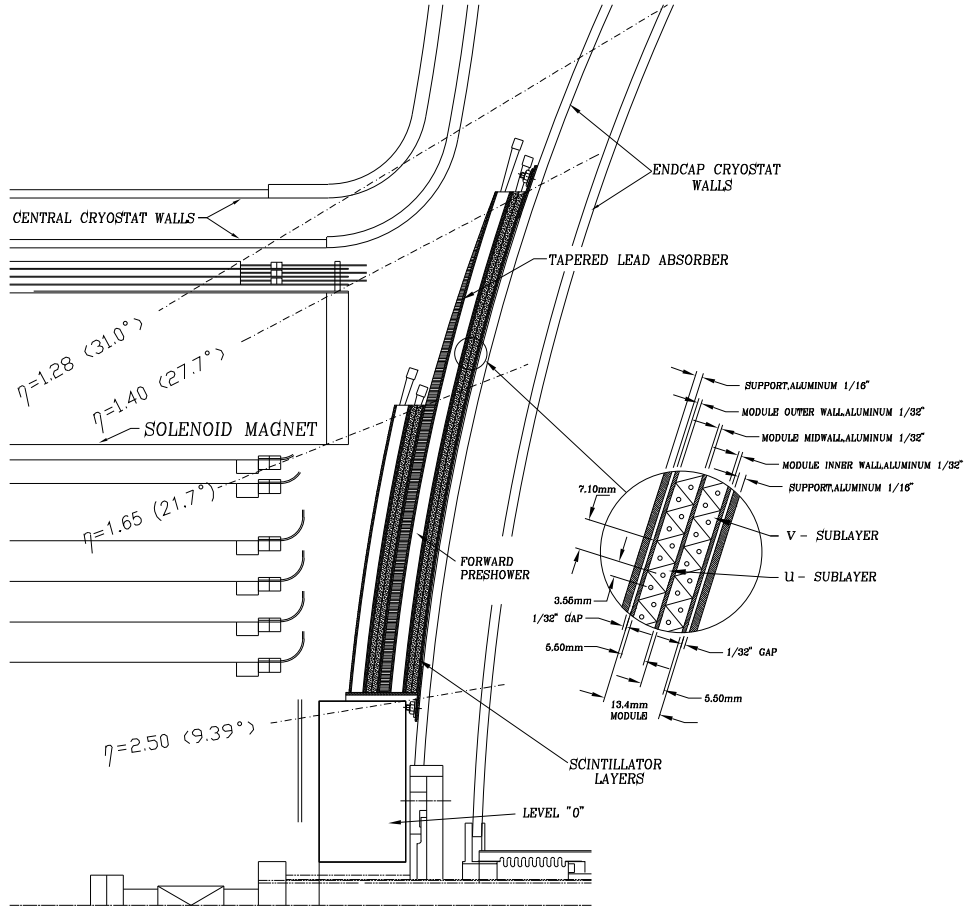 ENDCAP CRYOSTAT
WALLS
CENTRAL CRYOSTAT WALLS
TAPERED LEAD ABSORBER
η=1.28 (31.0°)
η=1.40 (27.7°)
SUPPORT,ALUMINUM 1/16"
MODULE OUTER WALL,ALUMINUM 1/32"
SOLENOID MAGNET
MODULE MIDWALL,ALUMINUM 1/32"
MODULE INNER WALL,ALUMINUM 1/32"
7.10mm
SUPPORT,ALUMINUM 1/16"
η=1.65 (21.7°)
V - SUBLAYER
FORWARD
PRESHOWER
U - SUBLAYER
3.55mm
1/32" GAP
5.50mm
1/32" GAP
13.4mm
MODULE
5.50mm
η=2.50 (9.39°)
SCINTILLATOR
LAYERS
LEVEL "0"